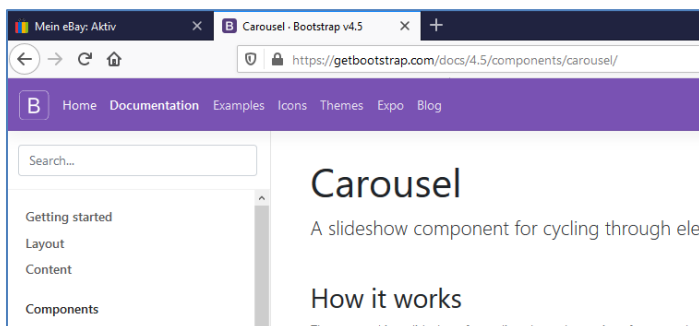 Mein eBay: Aktiv
B Carousel · Bootstrap v4.5
https://getbootstrap.com/docs/4.5/components/carousel/
B Home Documentation Examples Icons Themes Expo Blog
Search...
Getting started
Layout
Content
Components
Carousel
A slideshow component for cycling through ele
How it works